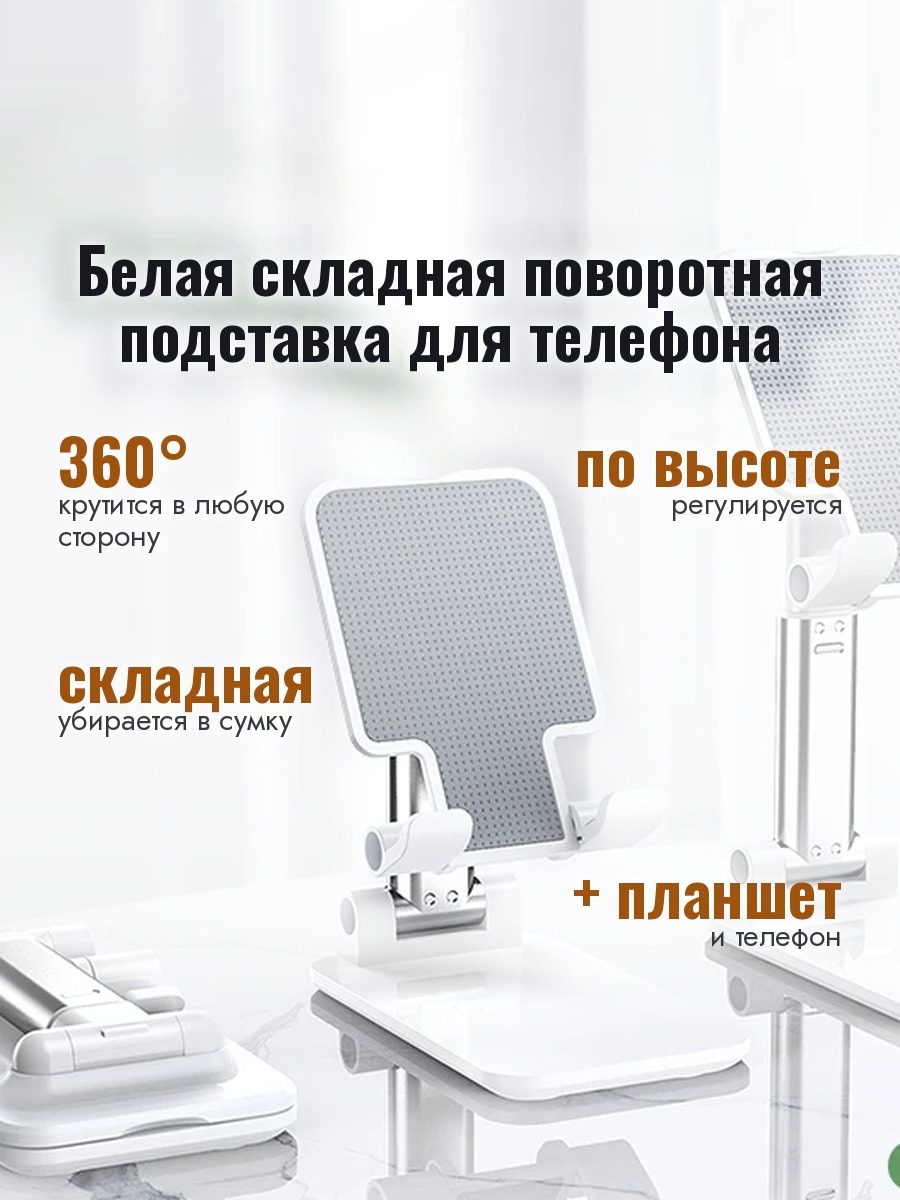 Белая складная поворотная
подставка для телефона
360°
крутится в любую
сторону
по высоте
регулируется
складная
убирается в сумку
+ планшет
и телефон